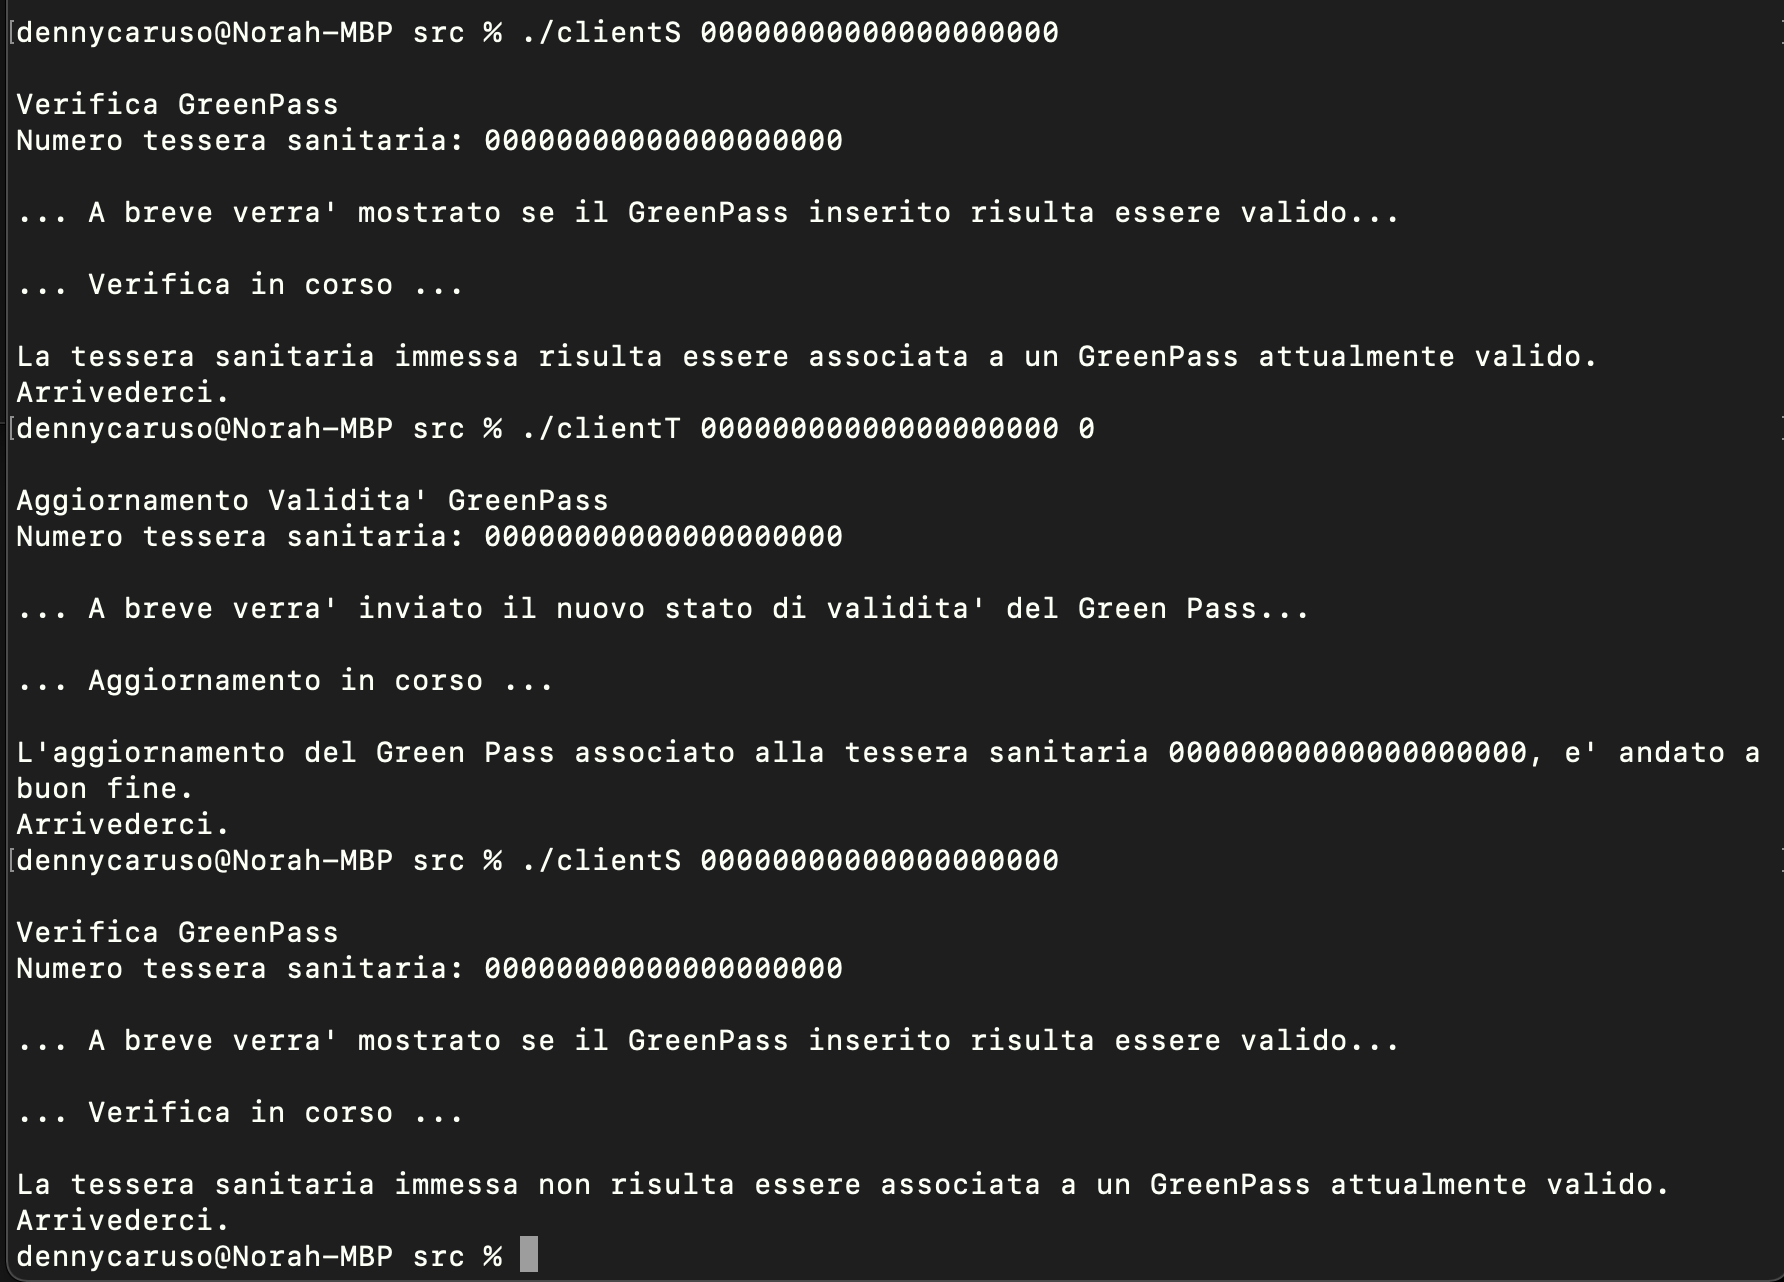 [dennycaruso@Norah-MBP src % ./clientS 00000000000000000000
Verifica GreenPass
Numero tessera sanitaria: 00000000000000000000
... A breve verra' mostrato se il GreenPass inserito risulta essere valido...
... Verifica in corso ...
La tessera sanitaria immessa risulta essere associata a un GreenPass attualmente valido.
Arrivederci.
[dennycaruso@Norah-MBP src % ./clientT 00000000000000000000 0
Aggiornamento Validita' GreenPass
Numero tessera sanitaria: 00000000000000000000
... A breve verra' inviato il nuovo stato di validita' del Green Pass...
... Aggiornamento in corso ...
L'aggiornamento del Green Pass associato alla tessera sanitaria 00000000000000000000, e' andato a
buon fine.
Arrivederci.
[dennycaruso@Norah-MBP src % ./clientS 00000000000000000000
Verifica GreenPass
Numero tessera sanitaria: 00000000000000000000
... A breve verra' mostrato se il GreenPass inserito risulta essere valido...
... Verifica in corso ...
La tessera sanitaria immessa non risulta essere associata a un GreenPass attualmente valido.
Arrivederci.
dennycaruso@Norah-MBP src %